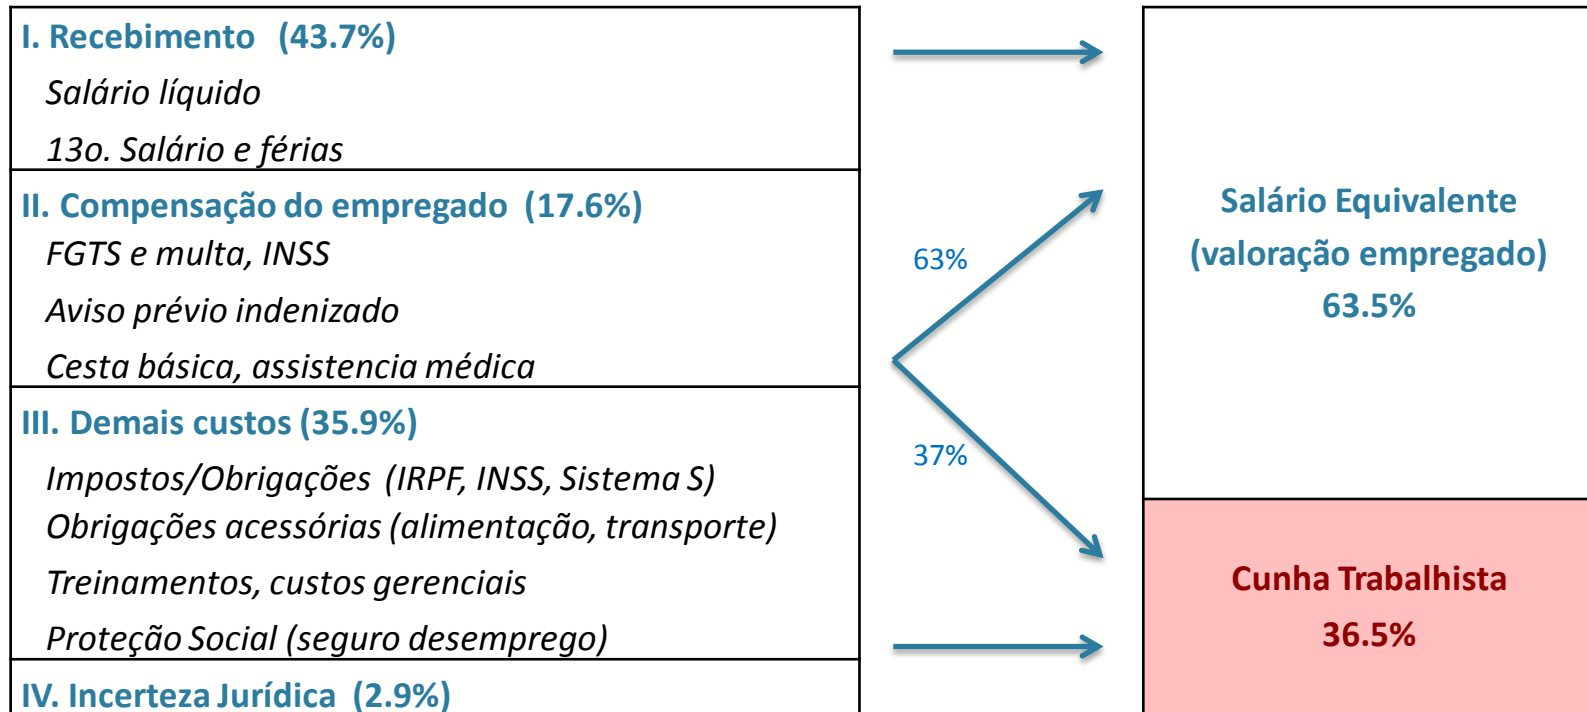 I. Recebimento (43.7%)
Salário líquido
13o. Salário e férias
II. Compensação do empregado (17.6%)
FGTS e multa, INSS
Aviso prévio indenizado
Cesta básica, assistencia médica
III. Demais custos (35.9%)
Impostos/Obrigações (IRPF, INSS, Sistema S)
Obrigações acessórias (alimentação, transporte)
Treinamentos, custos gerenciais
Proteção Social (seguro desemprego)
IV. Incerteza Jurídica (2.9%)
63%
37%
Salário Equivalente
(valoração empregado)
63.5%
Cunha Trabalhista
36.5%